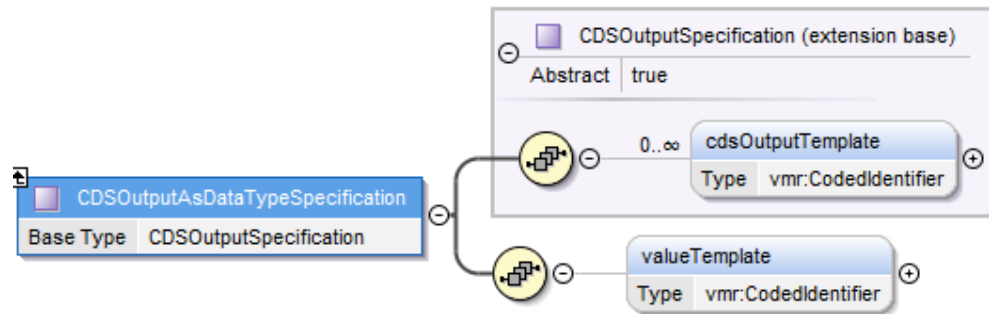 CDSOutputSpecification (extension base)
Abstract true
0..∞
cdsOutputTemplate
Type vmr:CodedIdentifier
CDSOutputAsDataTypeSpecification
Base Type CDSOutputSpecification
valueTemplate
Type vmr:CodedIdentifier